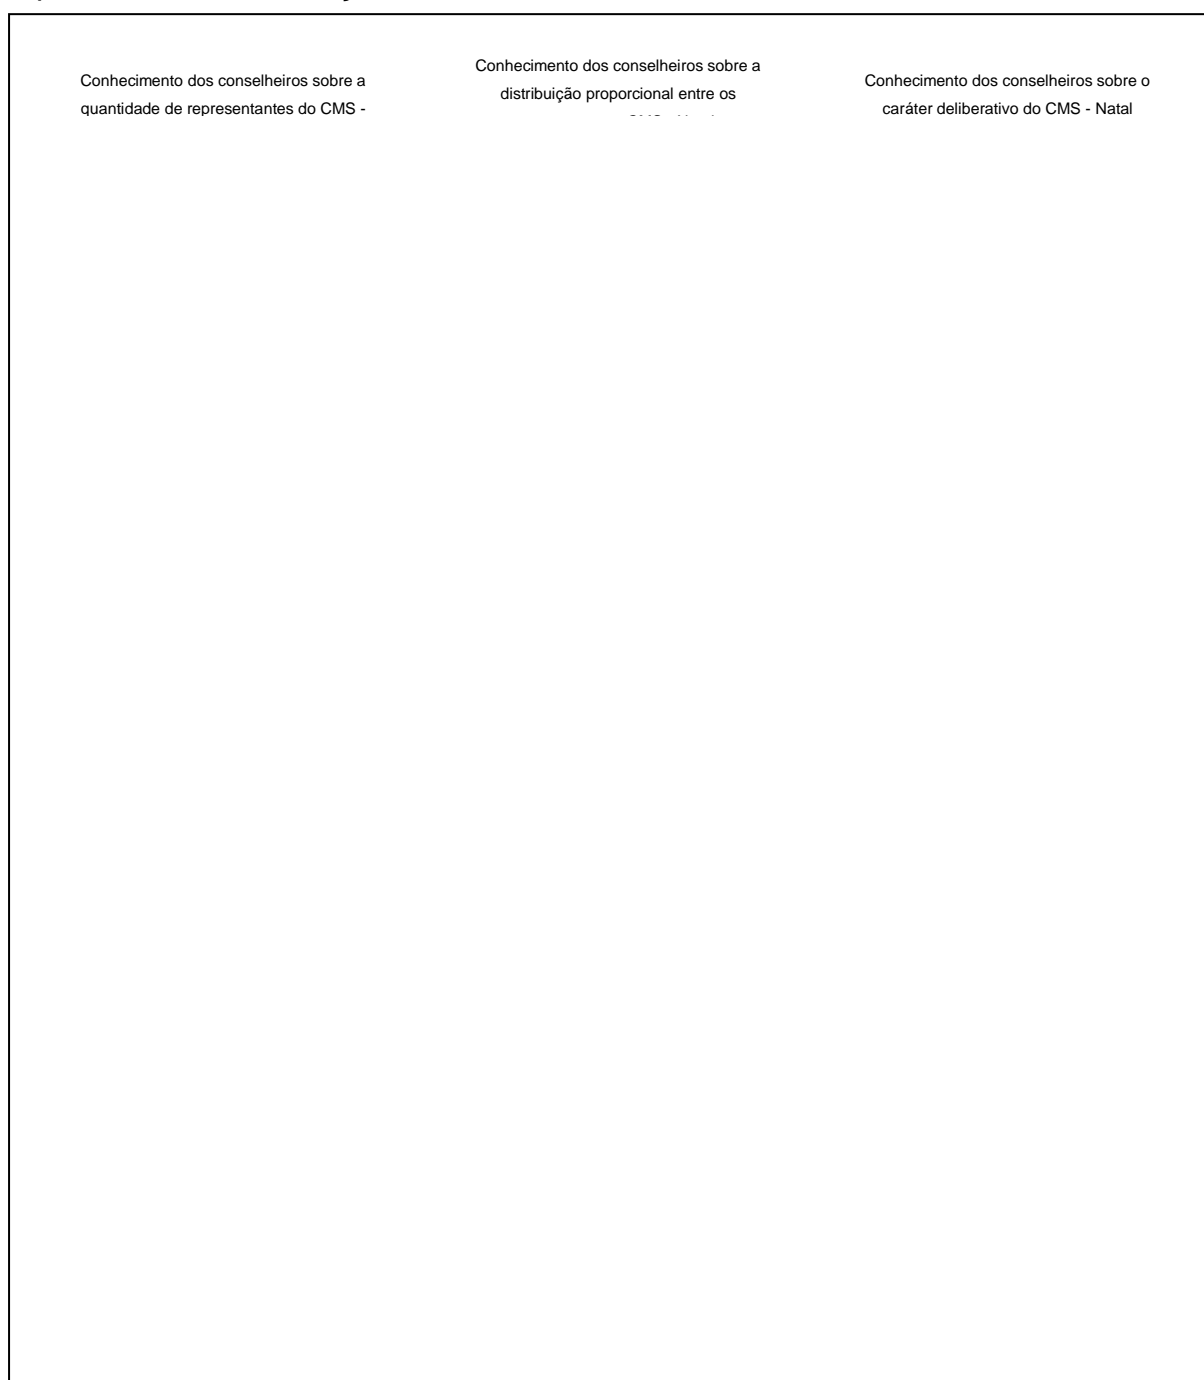 Conhecimento dos conselheiros sobre a
quantidade de representantes do CMS -
Conhecimento dos conselheiros sobre a
distribuição proporcional entre os
Conhecimento dos conselheiros sobre o
caráter deliberativo do CMS - Natal